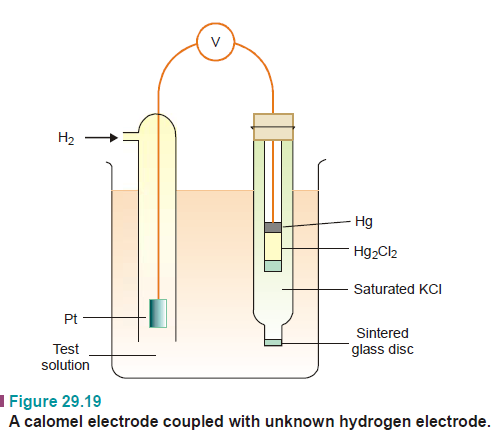 V
H₂
Hg
Hg₂Cl₂
Saturated KCl
Pt
Test
solution
Sintered
glass disc
Figure 29.19
A calomel electrode coupled with unknown hydrogen electrode.